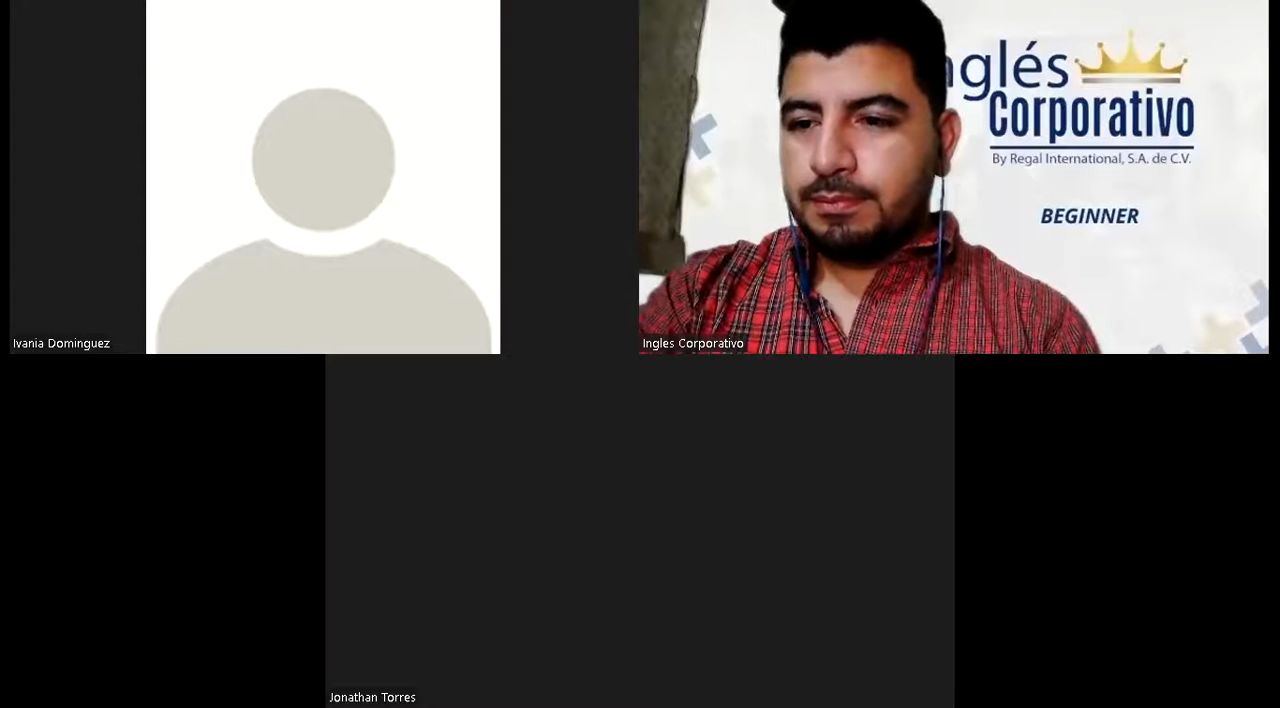 Inglés
Corporativo
By Regal International, S.A. de C.V.
BEGINNER
Ivania Dominguez
Ingles Corporativo
Jonathan Torres